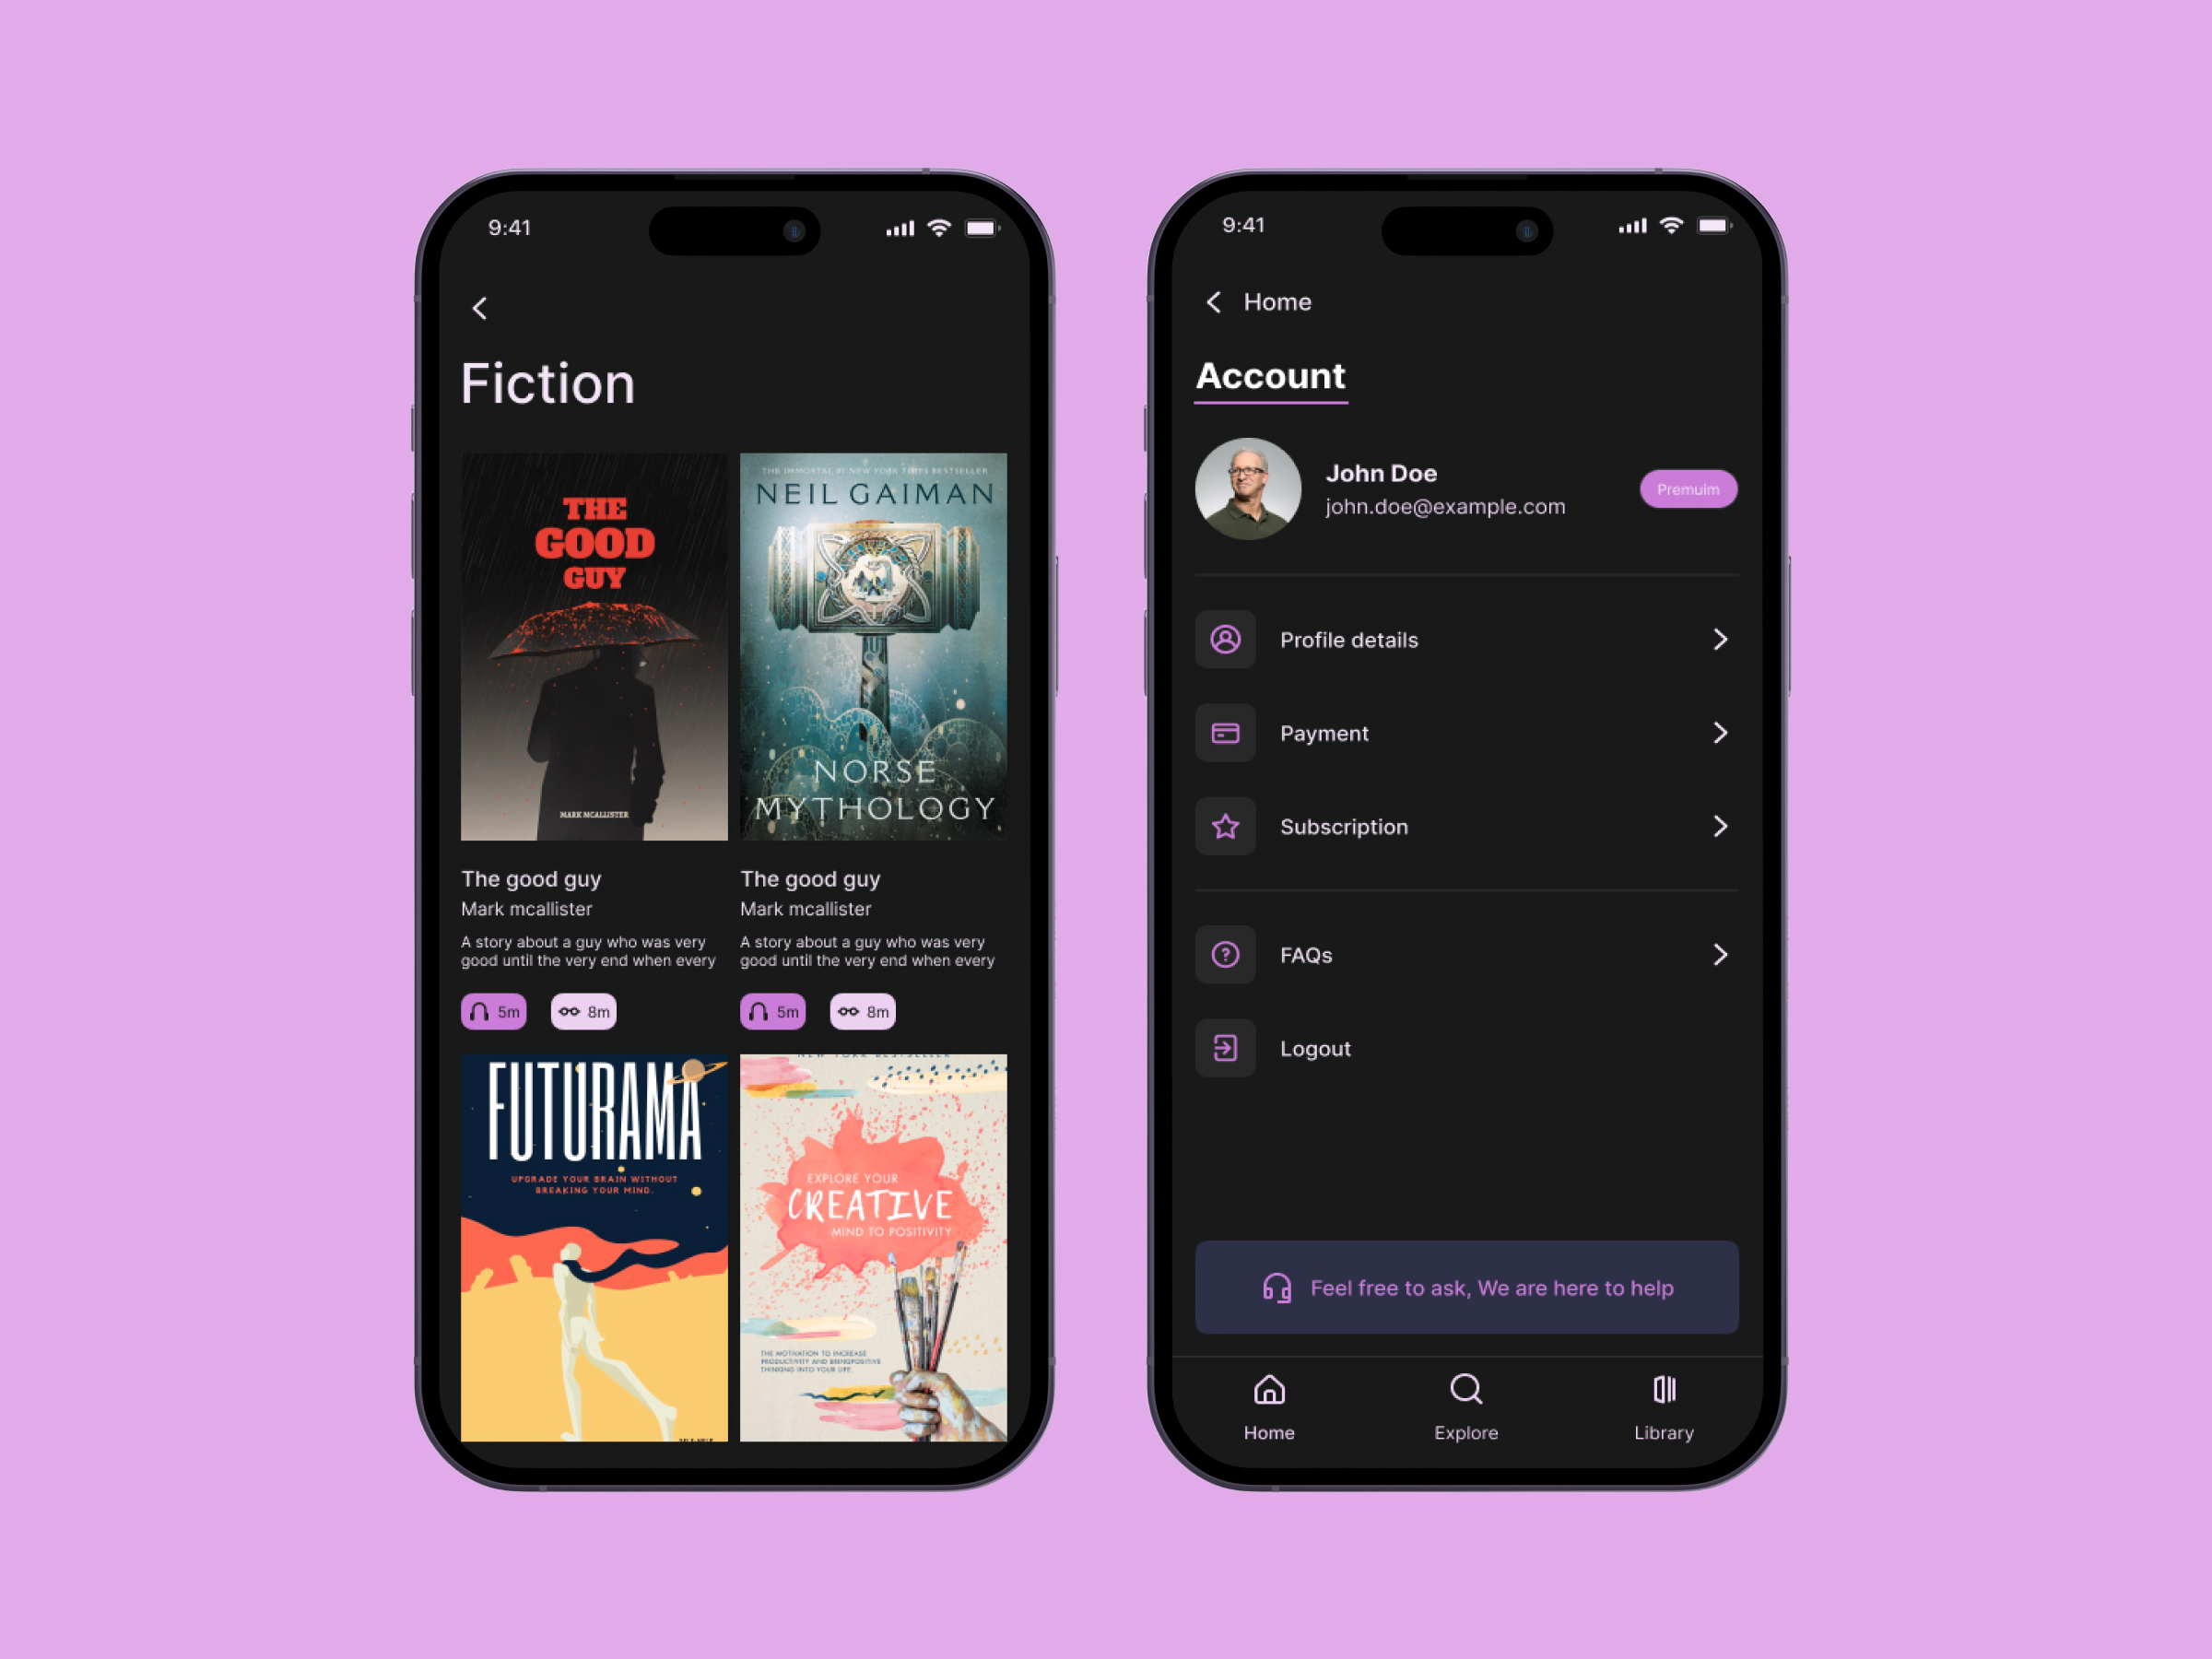 9:41
Fiction
THE
GOOD
GUY
MARK MCALLISTER
THE IMMORTAL #1 NEW YORK TIMES BESTSELLER
NEIL GAIMAN
NORSE
MYTHOLOGY
The good guy
Mark mcallister
A story about a guy who was very
good until the very end when every
5m
8m
The good guy
Mark mcallister
A story about a guy who was very
good until the very end when every
5m
8m
FUTURAMA
UPGRADE YOUR BRAIN WITHOUT
BREAKING YOUR MIND.
NEW YORK BESTSELLER
EXPLORE YOUR
CREATIVE
MIND TO POSITIVITY
THE MOTIVATION TO INCREASE
PRODUCTIVITY AND BRINGPOSITIVE
THINKING INTO YOUR LIFE
9:41
Home
Account
John Doe
john.doe@example.com
Premuim
Profile details
Payment
Subscription
FAQs
Logout
Feel free to ask, We are here to help
Home
Explore
Library